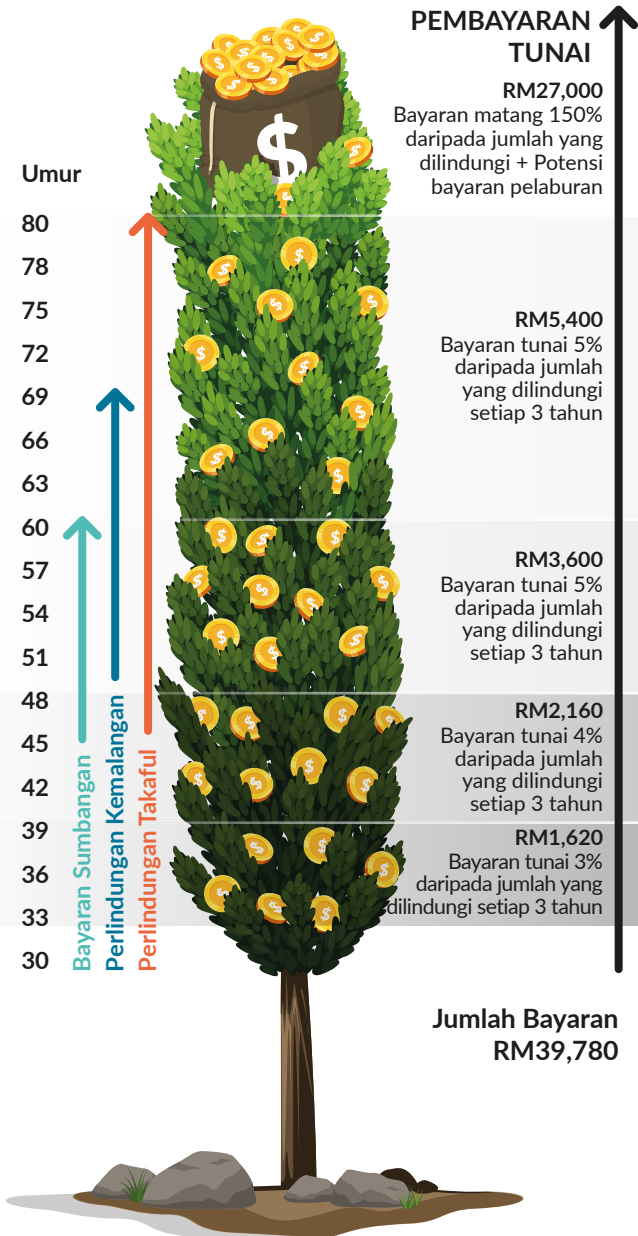 PEMBAYARAN
TUNAI
RM27,000
Bayaran matang 150%
daripada jumlah yang
dilindungi + Potensi
bayaran pelaburan
Umur
80
78
75
72
69
66
63
60
57
54
51
48
45
42
39
36
33
30
Bayaran Sumbangan
Perlindungan Kemalangan
Perlindungan Takaful
RM5,400
Bayaran tunai 5%
daripada jumlah
yang dilindungi
setiap 3 tahun
RM3,600
Bayaran tunai 5%
daripada jumlah
yang dilindungi
setiap 3 tahun
RM2,160
Bayaran tunai 4%
daripada jumlah
yang dilindungi
setiap 3 tahun
RM1,620
Bayaran tunai 3%
daripada jumlah yang
dilindungi setiap 3 tahun
Jumlah Bayaran
RM39,780
$